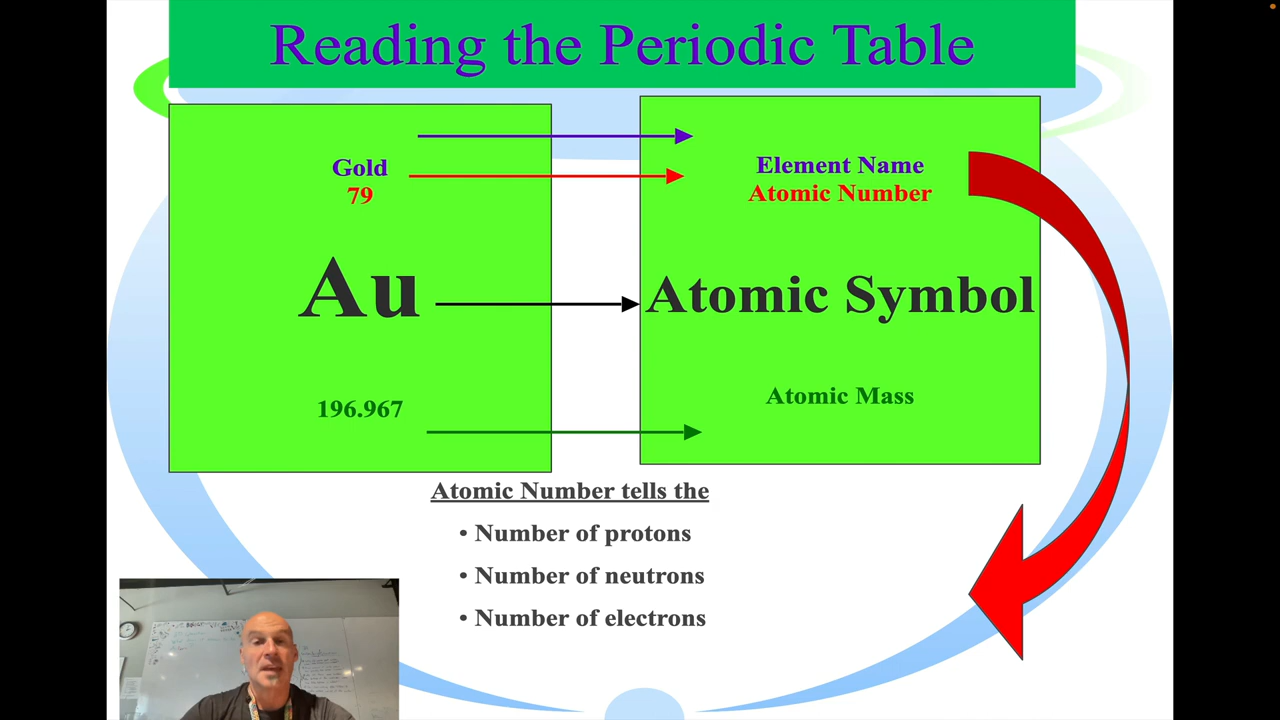 Reading the Periodic Table
Gold
79
Au
196.967
Element Name
Atomic Number
Atomic Symbol
Atomic Mass
Atomic Number tells the
• Number of protons
• Number of neutrons
• Number of electrons